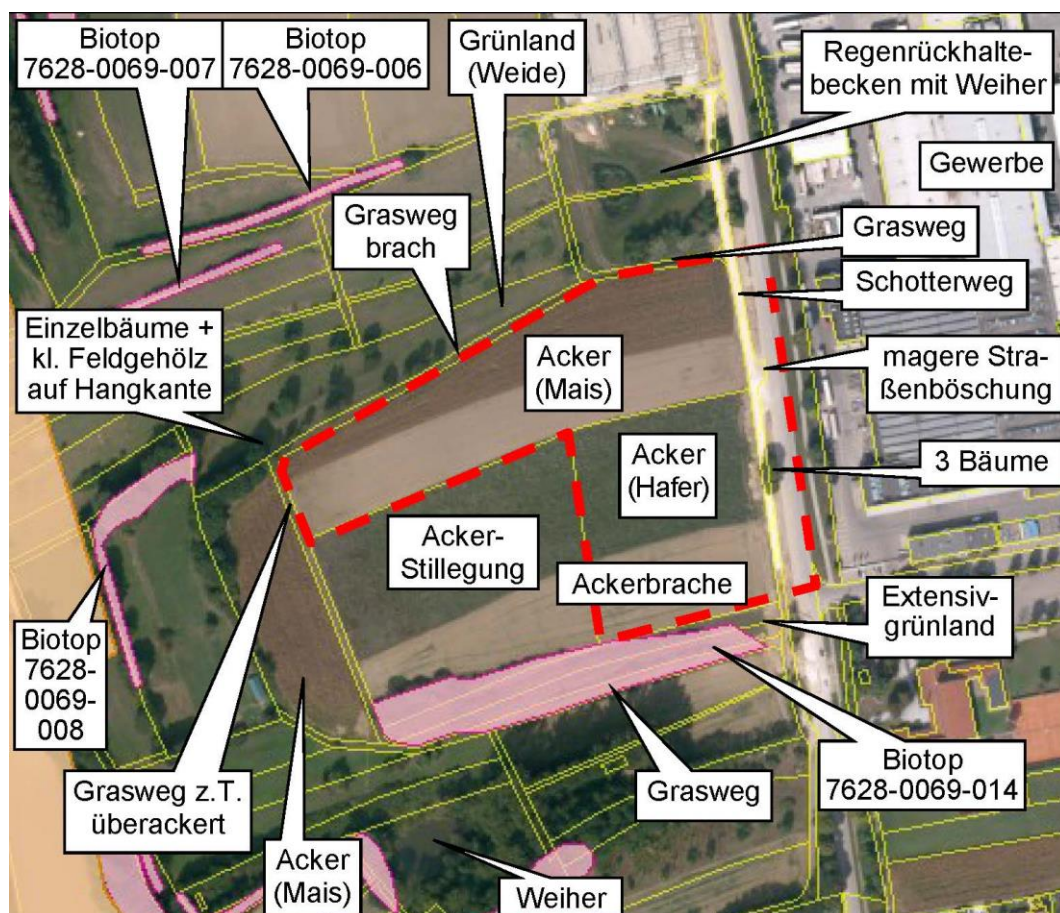 Biotop
7628-0069-007
Biotop
7628-0069-006
Grünland
(Weide)
Regenrückhalte-
becken mit Weiher
Gewerbe
Grasweg
brach
Grasweg
Schotterweg
Einzelbäume +
kl. Feldgehölz
auf Hangkante
Acker
(Mais)
magere Stra-
ßenböschung
Acker
(Hafer)
3 Bäume
Acker-
Stillegung
Ackerbrache
Extensiv-
grünland
Biotop
7628-
0069-
008
Grasweg z.T.
überackert
Grasweg
Biotop
7628-0069-014
Acker
(Mais)
Weiher